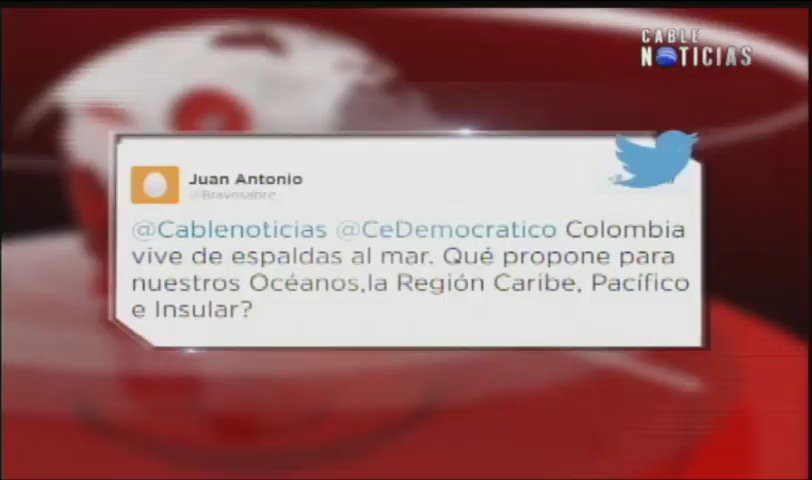 CABLE
NOTICIAS
Juan Antonio
@Bravosabre
@Cablenoticias @CeDemocratico Colombia
vive de espaldas al mar. Qué propone para
nuestros Océanos,la Región Caribe, Pacífico
e Insular?